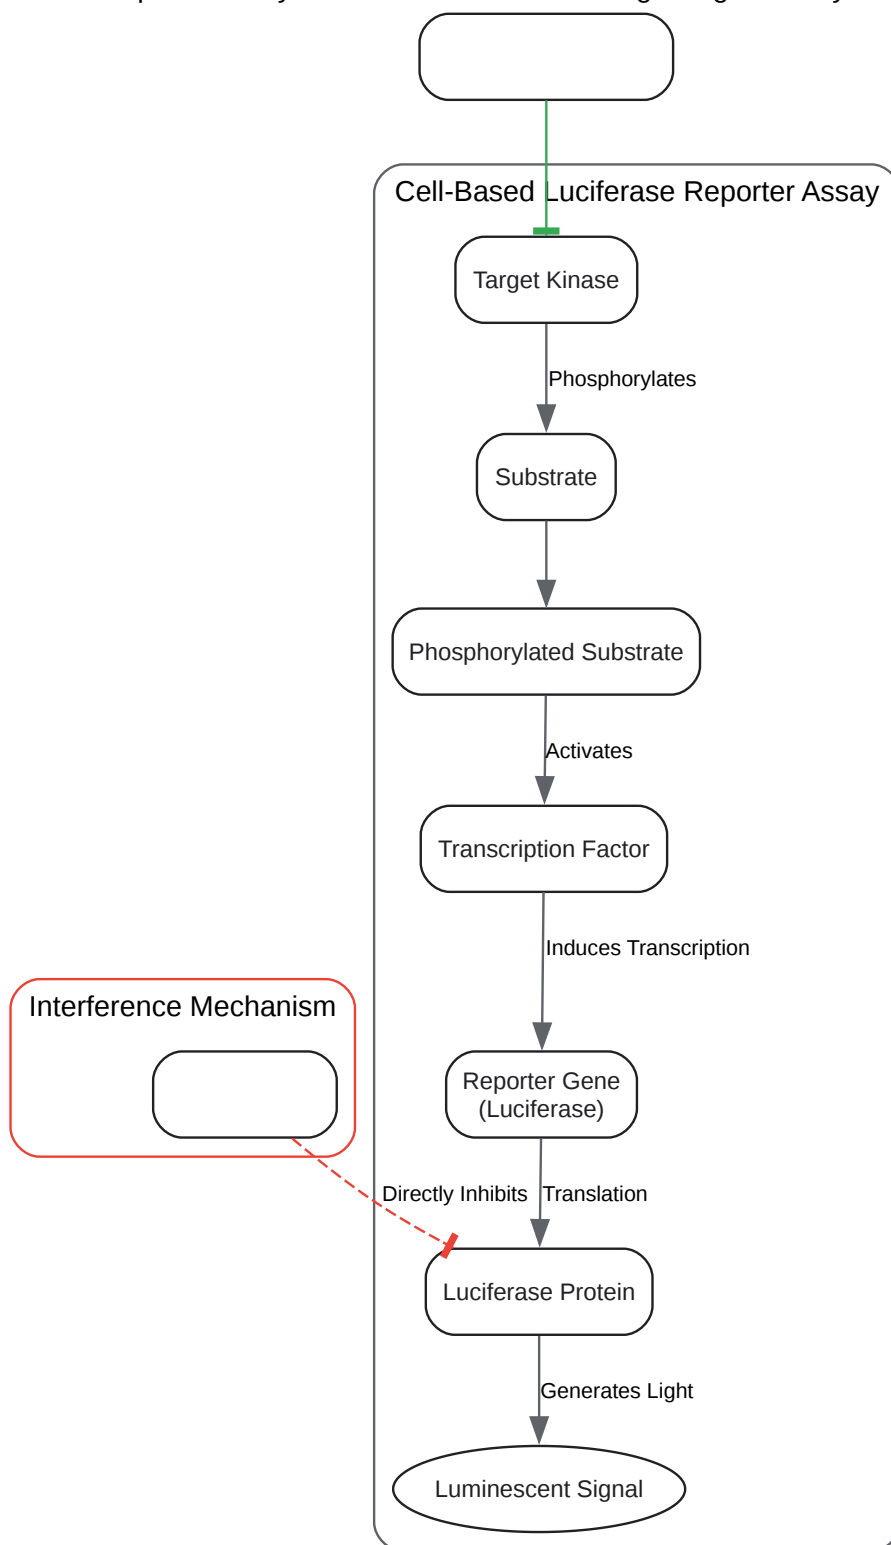 Cell-Based Luciferase Reporter Assay
Target Kinase
Phosphorylates
Substrate
Phosphorylated Substrate
Activates
Transcription Factor
Induces Transcription
Interference Mechanism
Reporter Gene
(Luciferase)
Directly Inhibits
Translation
Luciferase Protein
Generates Light
Luminescent Signal